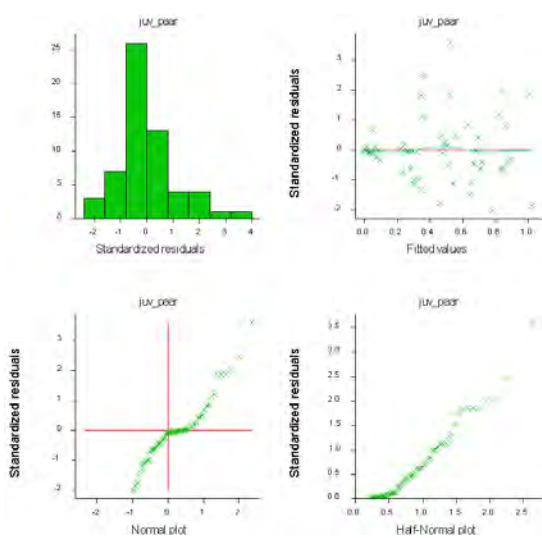 juv_paar
25
20
15
10
5
0
-2 -1 0 1 2 3 4
Standardized residuals
Standardized residuals
juv_paar
3
2
1
0
-1
-2
0.0 0.2 0.4 0.6 0.8 1.0
Fitted values
Standardized residuals
juv_paar
3
2
1
0
-1
-2
-2 -1 0 1 2
Normal plot
Standardized residuals
juv_paar
3.5
3.0
2.5
2.0
1.5
1.0
0.5
0.0
0.0 0.5 1.0 1.5 2.0 2.5
Half-Normal plot